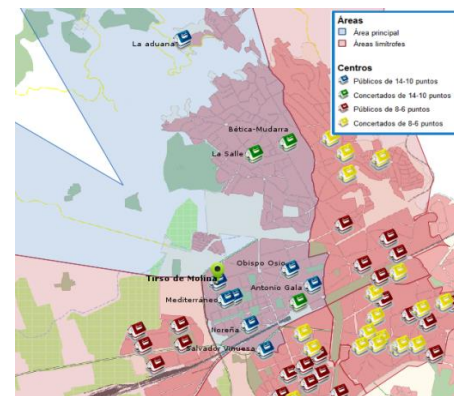 Áreas
Área principal
Áreas limítrofes
Centros
Públicos de 14-10 puntos
Concertados de 14-10 puntos
Públicos de 8-6 puntos
Concertados de 8-6 puntos
La aduana
Bética-Mudarra
La Salle
Obispo Osio
Tirso de Molina
Antonio Gala
Mediterráneo
Noreña
Salvador Vinuesa